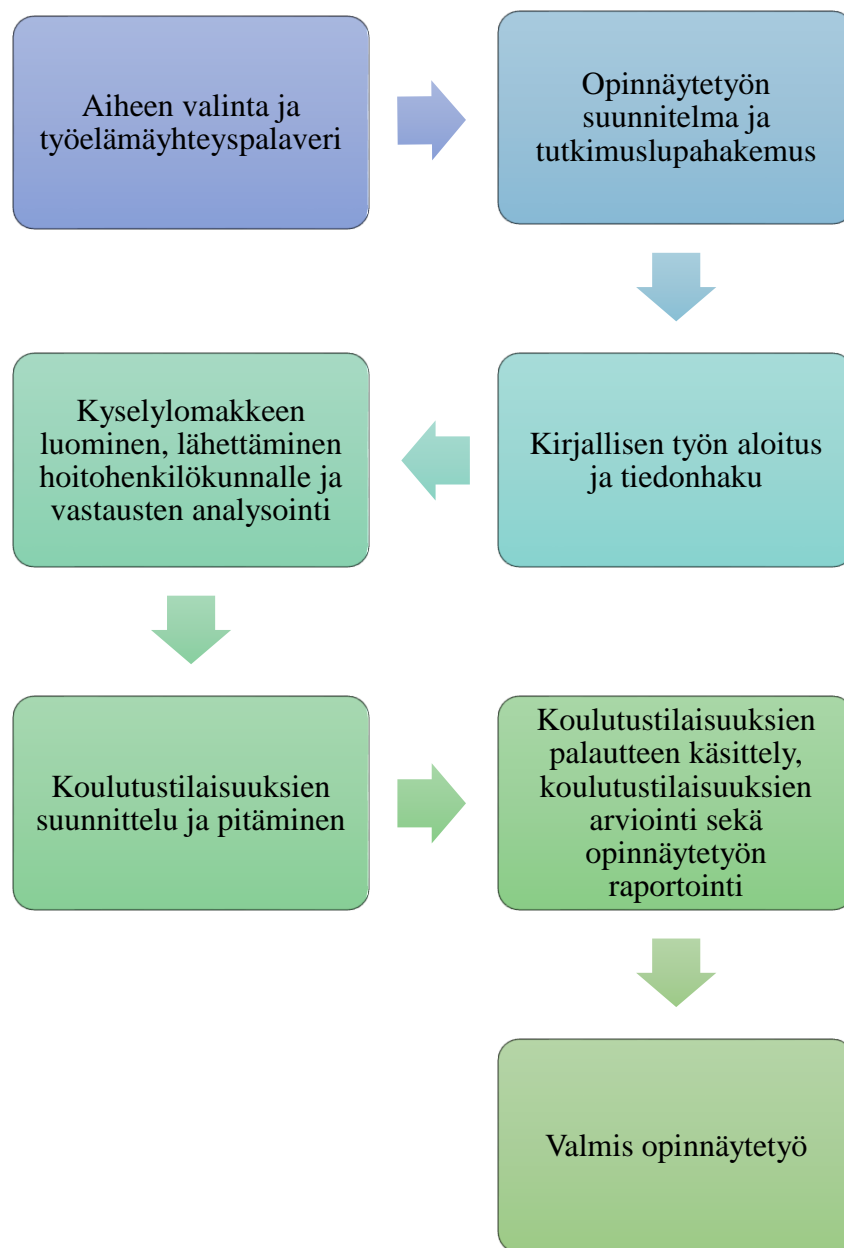 Aiheen valinta ja
työelämäyhteyspalaveri
Opinnäytetyön
suunnitelma ja
tutkimuslupahakemus
Kirjallisen työn aloitus
ja tiedonhaku
Kyselylomakkeen
luominen, lähettäminen
hoitohenkilökunnalle ja
vastausten analysointi
Koulutustilaisuuksien
suunnittelu ja pitäminen
Koulutustilaisuuksien
palautteen käsittely,
koulutustilaisuuksien
arviointi sekä
opinnäytetyön
raportointi
Valmis opinnäytetyö